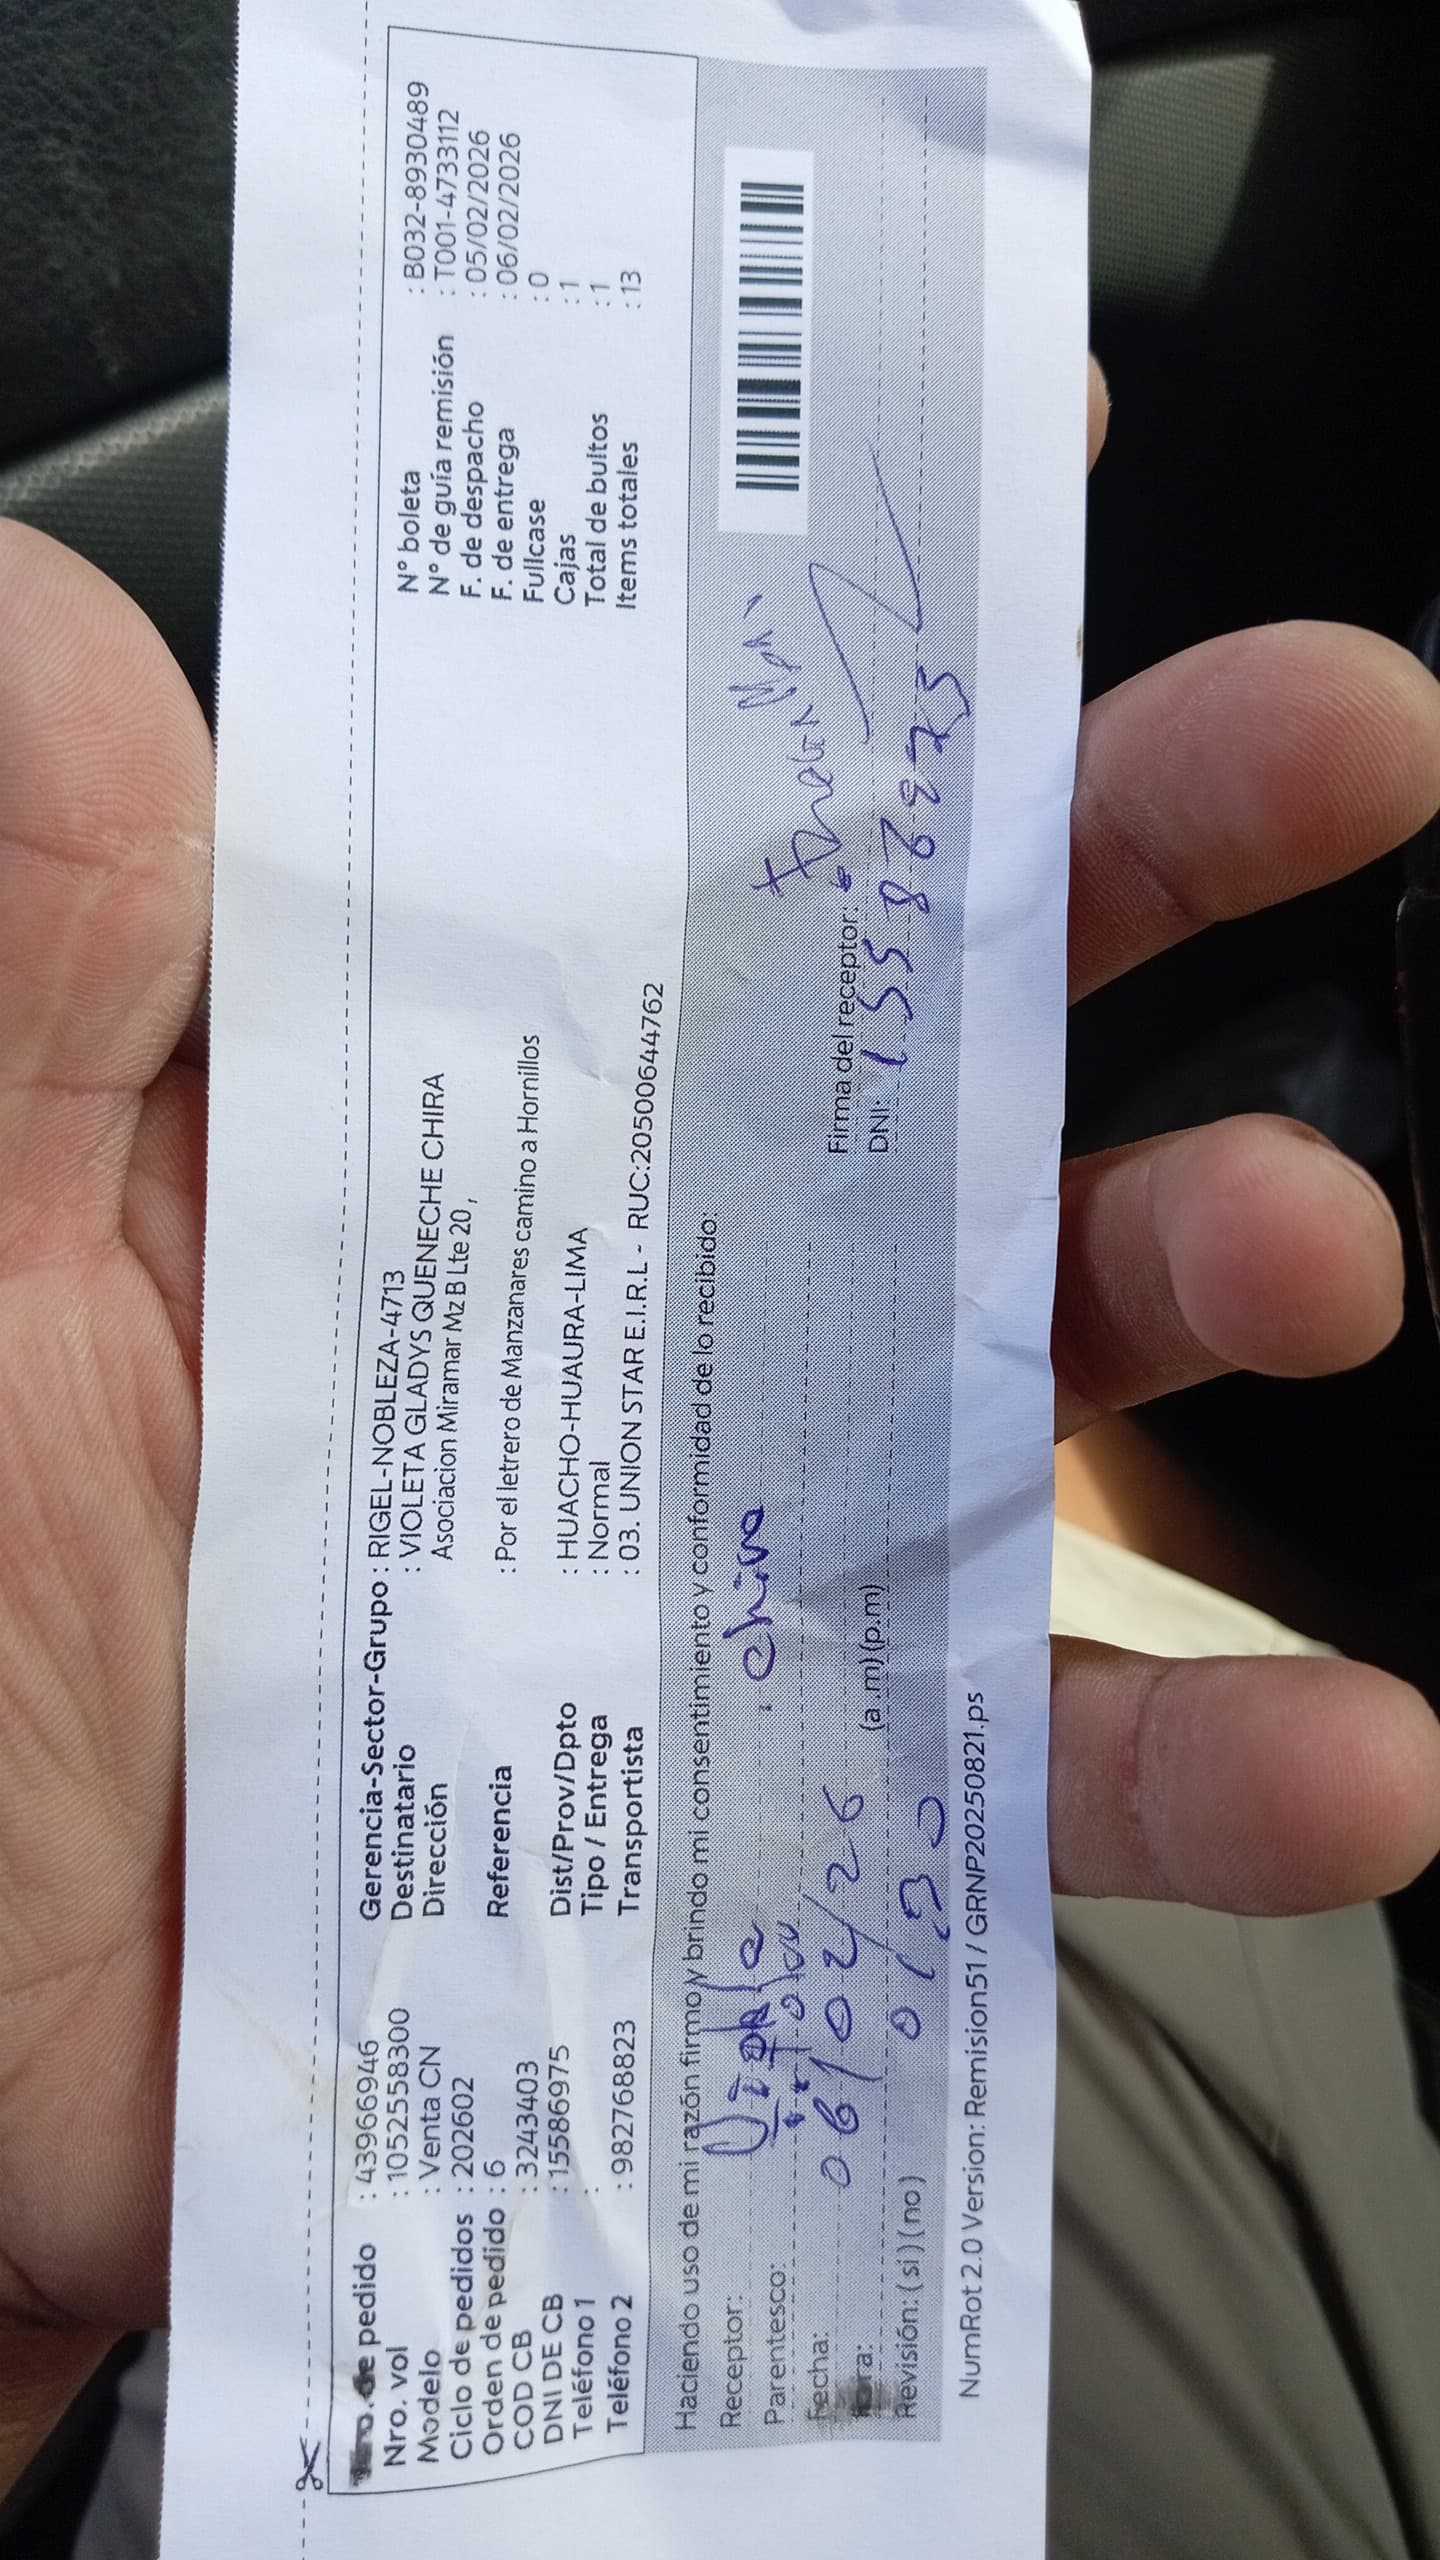 Nro. de pedido : 43966946
Nro. vol : 1052558300
Modelo : Venta CN
Ciclo de pedidos : 202602
Orden de pedido : 6
COD CB : 3243403
DNI DE CB : 15586975
Teléfono 1 :
Teléfono 2 : 982768823
Gerencia-Sector-Grupo : RIGEL-NOBLEZA-4713
Destinatario : VIOLETA GLADYS QUENECHE CHIRA
Dirección Asociacion Miramar Mz B Lte 20 ,
Referencia : Por el letrero de Manzanares camino a Hornillos
Dist/Prov/Dpto : HUACHO-HUAURA-LIMA
Tipo / Entrega : Normal
Transportista : 03. UNION STAR E.I.R.L - RUC:20500644762
N° boleta : B032-8930489
N° de guía remisión : T001-4733112
F. de despacho : 05/02/2026
F. de entrega : 06/02/2026
Fullcase : 0
Cajas : 1
Total de bultos : 1
Items totales : 13
Haciendo uso de mi razón firmo y brindo mi consentimiento y conformidad de lo recibido:
Receptor: chira
Parentesco:
Fecha: 06/02/26
Hora: (a.m) (p.m)
Revisión: ( si ) ( no )
Firma del receptor:
DNI: 15586975
NumRot 2.0 Version: Remision51 / GRNP20250821.ps